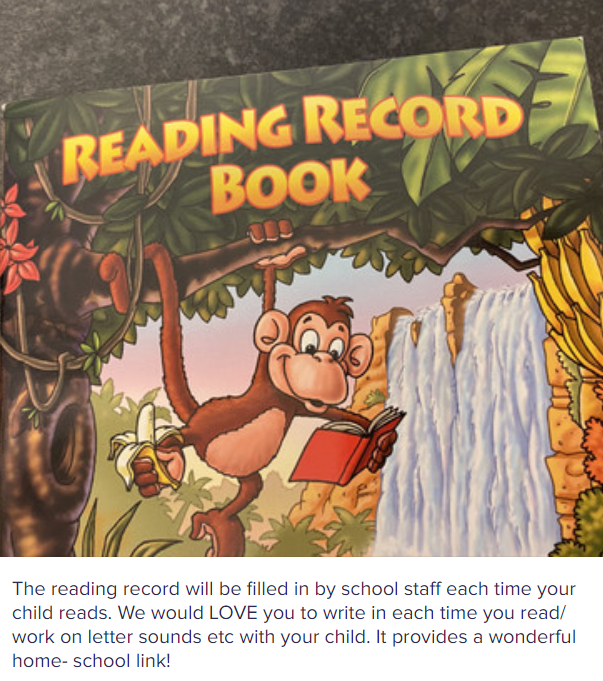 READING RECORD
BOOK
The reading record will be filled in by school staff each time your
child reads. We would LOVE you to write in each time you read/
work on letter sounds etc with your child. It provides a wonderful
home- school link!